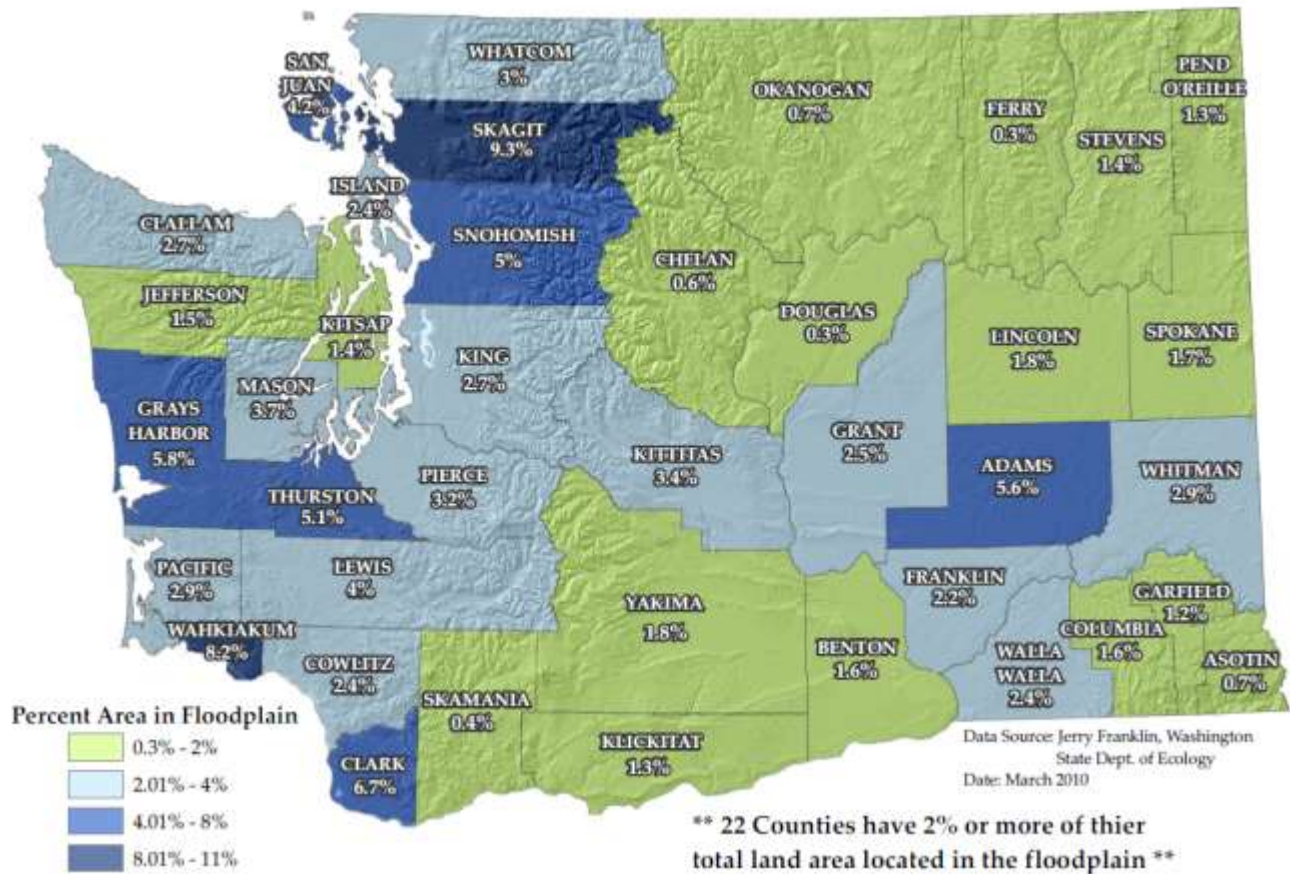 WHATCOM
3%
SAN
JUAN
4.2%
SKAGIT
9.3%
OKANOGAN
0.7%
FERRY
0.3%
PEND
O'REILLE
1.3%
STEVENS
1.4%
ISLAND
2.4%
CLALLAM
2.7%
SNOHOMISH
5%
CHELAN
0.6%
JEFFERSON
1.5%
KITSAP
1.4%
DOUGLAS
0.3%
LINCOLN
1.8%
SPOKANE
1.7%
KING
2.7%
MASON
3.7%
GRAYS
HARBOR
5.8%
GRANT
2.5%
KITTITAS
3.4%
PIERCE
3.2%
ADAMS
5.6%
WHITMAN
2.9%
THURSTON
5.1%
PACIFIC
2.9%
LEWIS
4%
FRANKLIN
2.2%
GARFIELD
1.2%
YAKIMA
1.8%
WAHKIAKUM
8.2%
COLUMBIA
1.6%
BENTON
1.6%
WALLA
WALLA
2.4%
ASOTIN
0.7%
COWLITZ
2.4%
SKAMANIA
0.4%
KLICKITAT
1.3%
CLARK
6.7%
Percent Area in Floodplain
0.3% - 2%
2.01% - 4%
4.01% - 8%
8.01% - 11%
Data Source: Jerry Franklin, Washington
State Dept. of Ecology
Date: March 2010
** 22 Counties have 2% or more of thier
total land area located in the floodplain **